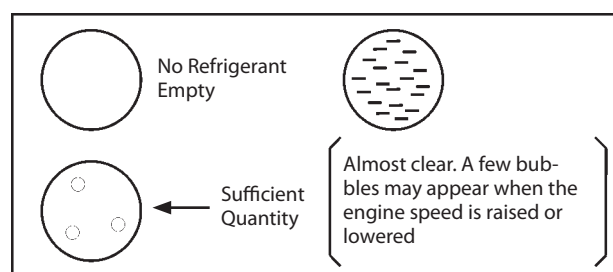 No Refrigerant
Empty
Sufficient
Quantity
Almost clear. A few bub-
bles may appear when the
engine speed is raised or
lowered